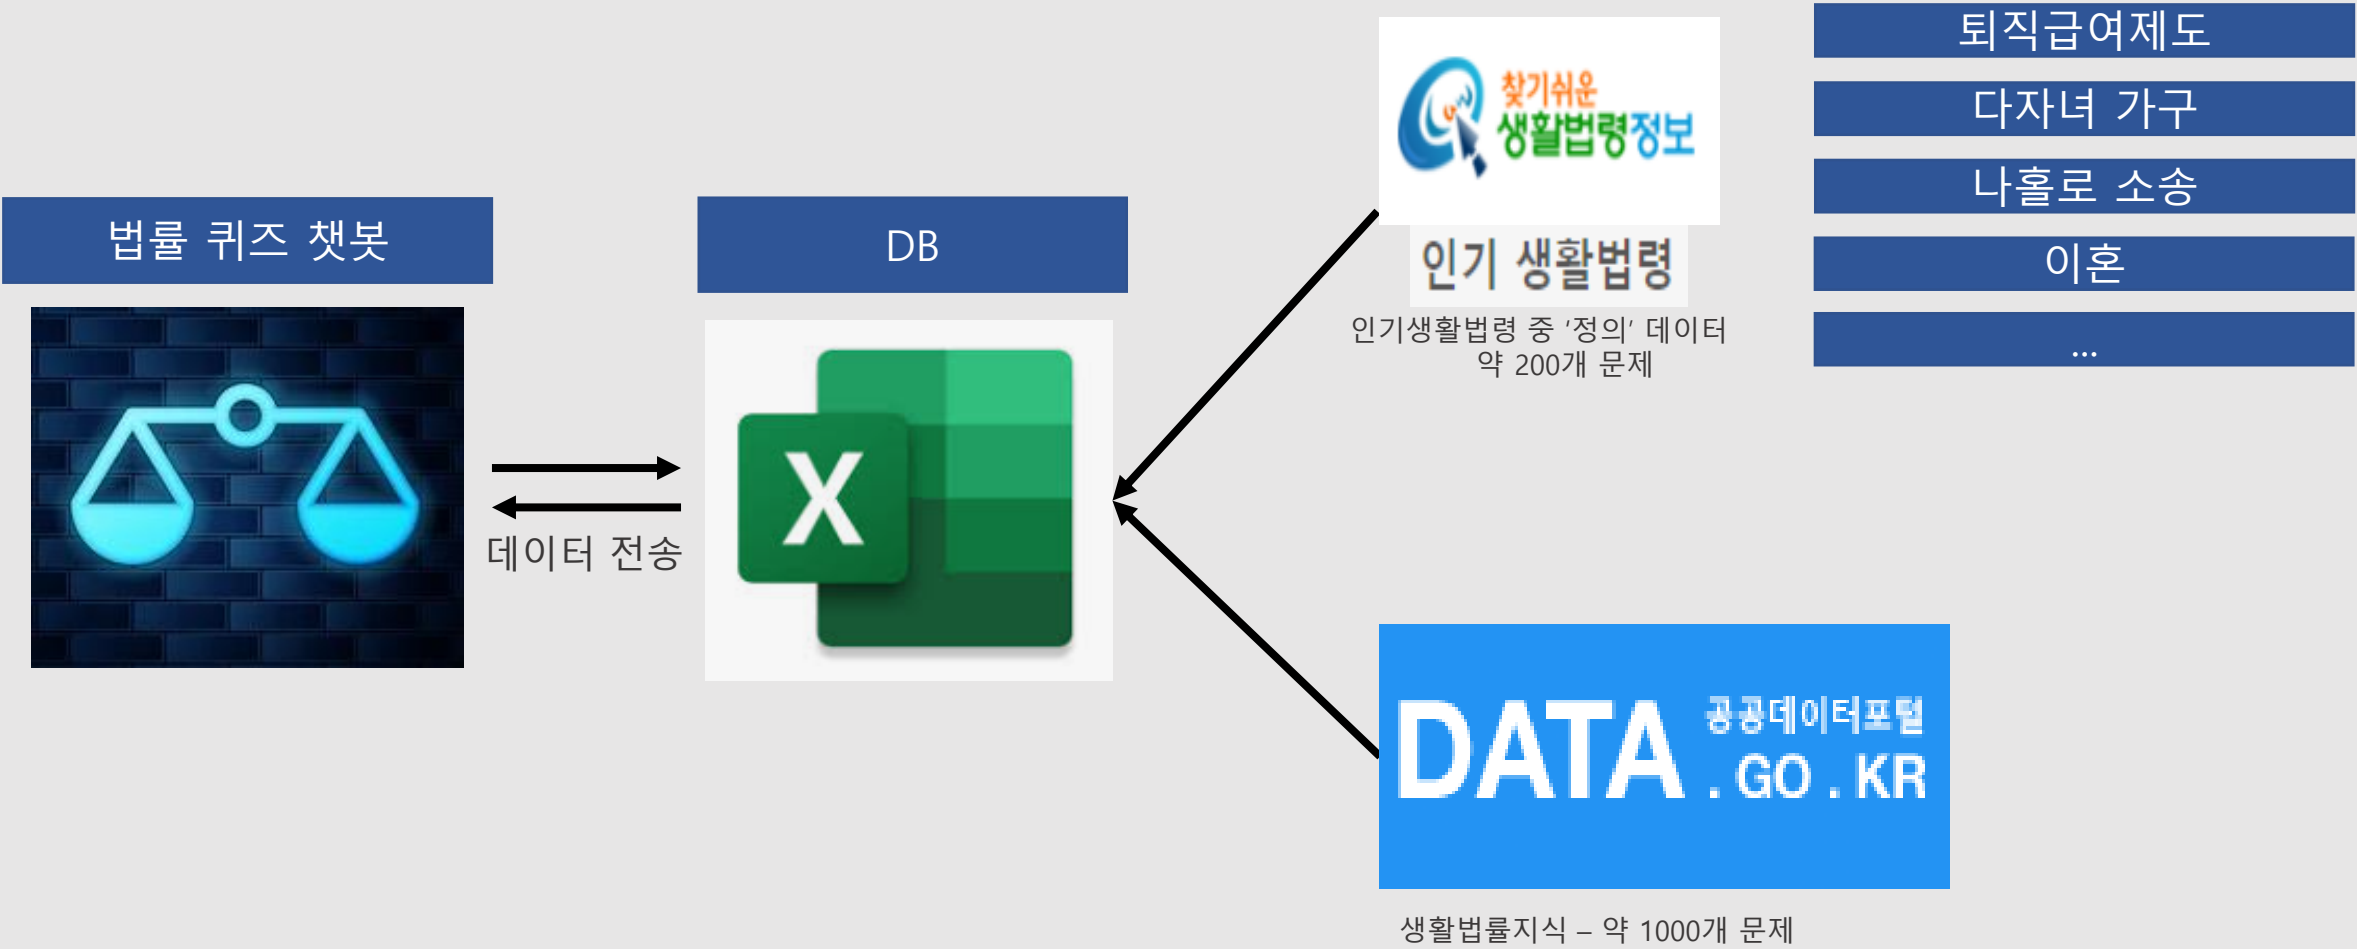 법률 퀴즈 챗봇
데이터 전송
DB
X
찾기쉬운
생활법령정보
인기 생활법령
인기생활법령 중 ‘정의’ 데이터
약 200개 문제
퇴직급여제도
다자녀 가구
나홀로 소송
이혼
...
DATA 공공데이터포털
.GO.KR
생활법률지식 – 약 1000개 문제